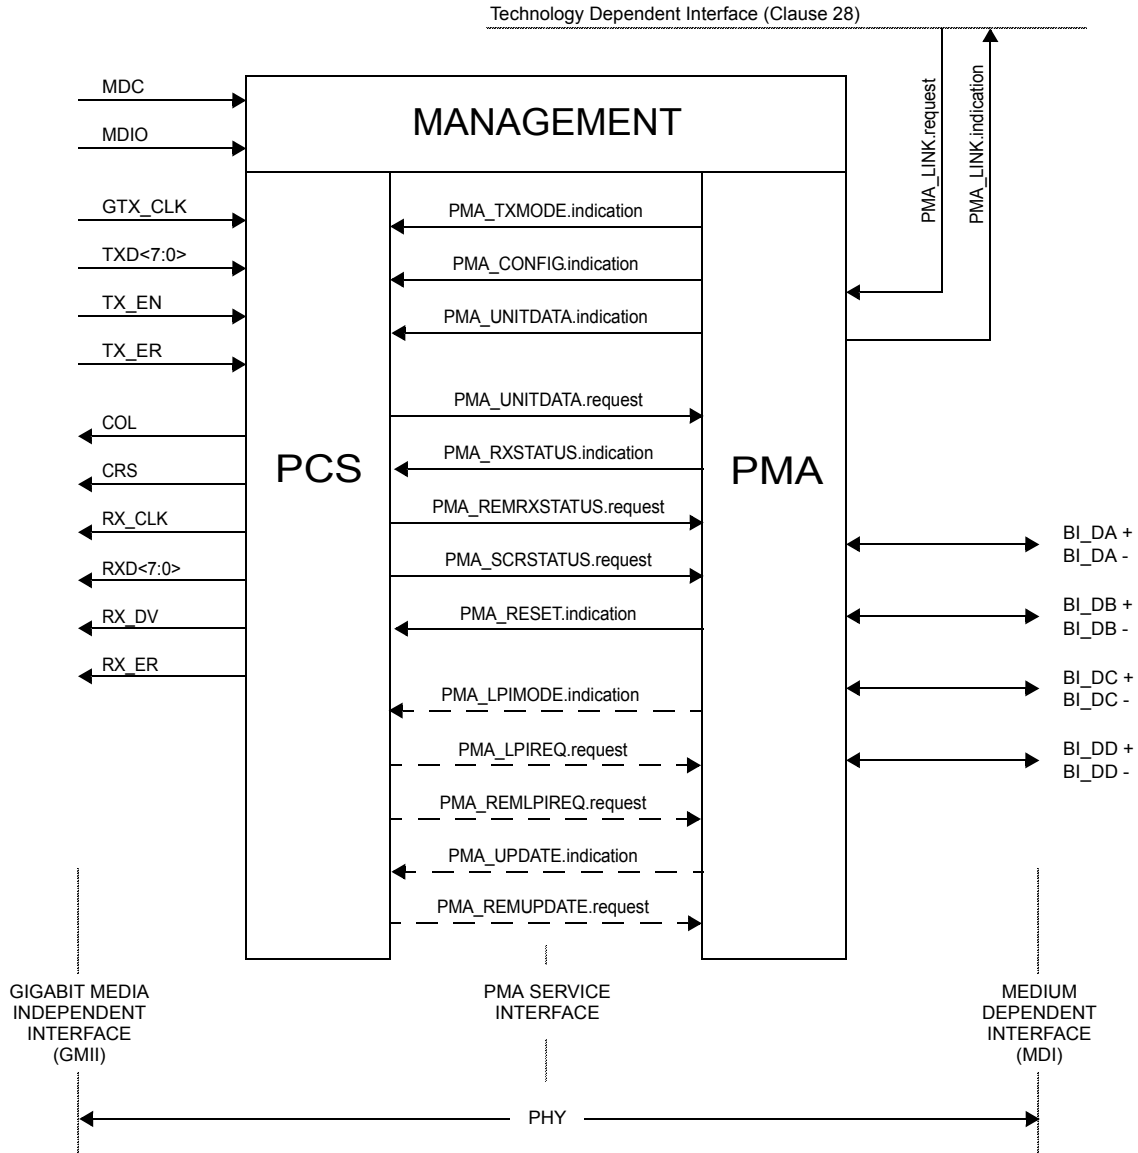 Technology Dependent Interface (Clause 28)
MDC
MDIO
MANAGEMENT
PMA_LINK.request
PMA_LINK.indication
GTX_CLK
TXD<7:0>
TX_EN
TX_ER
COL
CRS
RX_CLK
RXD<7:0>
RX_DV
RX_ER
PCS
PMA_TXMODE.indication
PMA_CONFIG.indication
PMA_UNITDATA.indication
PMA_UNITDATA.request
PMA_RXSTATUS.indication
PMA_REMRXSTATUS.request
PMA_SCRSTATUS.request
PMA_RESET.indication
PMA_LPIMODE.indication
PMA_LPIREQ.request
PMA_REMLPIREQ.request
PMA_UPDATE.indication
PMA_REMUPDATE.request
PMA
BI_DA +
BI_DA -
BI_DB +
BI_DB -
BI_DC +
BI_DC -
BI_DD +
BI_DD -
GIGABIT MEDIA
INDEPENDENT
INTERFACE
(GMII)
PMA SERVICE
INTERFACE
MEDIUM
DEPENDENT
INTERFACE
(MDI)
PHY